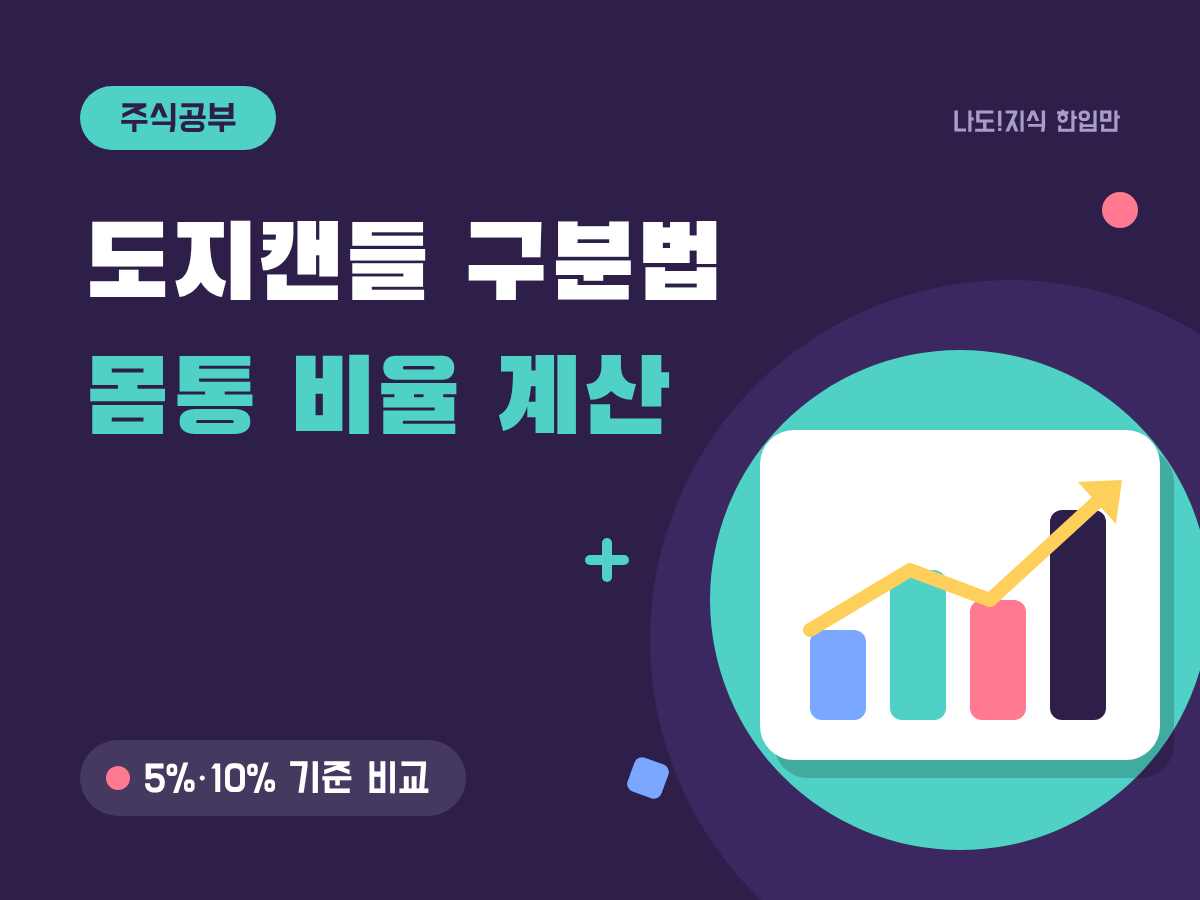 주식공부
나도!지식 한입만
도지캔들 구분법
몸통 비율 계산
5%·10% 기준 비교